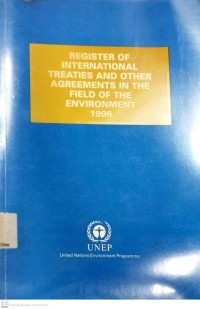 REGISTER OF
INTERNATIONAL
TREATIES AND OTHER
AGREEMENTS IN THE
FIELD OF THE
ENVIRONMENT
1996
UNEP
United Nations Environment Programme